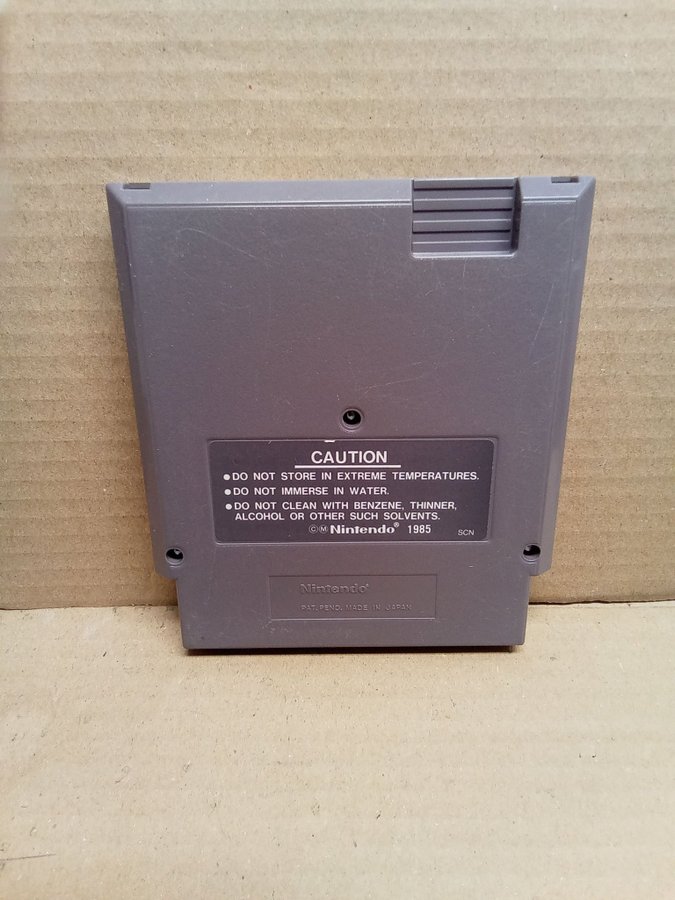 CAUTION
●DO NOT STORE IN EXTREME TEMPERATURES.
●DO NOT IMMERSE IN WATER.
●DO NOT CLEAN WITH BENZENE, THINNER,
ALCOHOL OR OTHER SUCH SOLVENTS.
©Ⓜ Nintendo® 1985 SCN
Nintendo®
PAT. PEND. MADE IN JAPAN